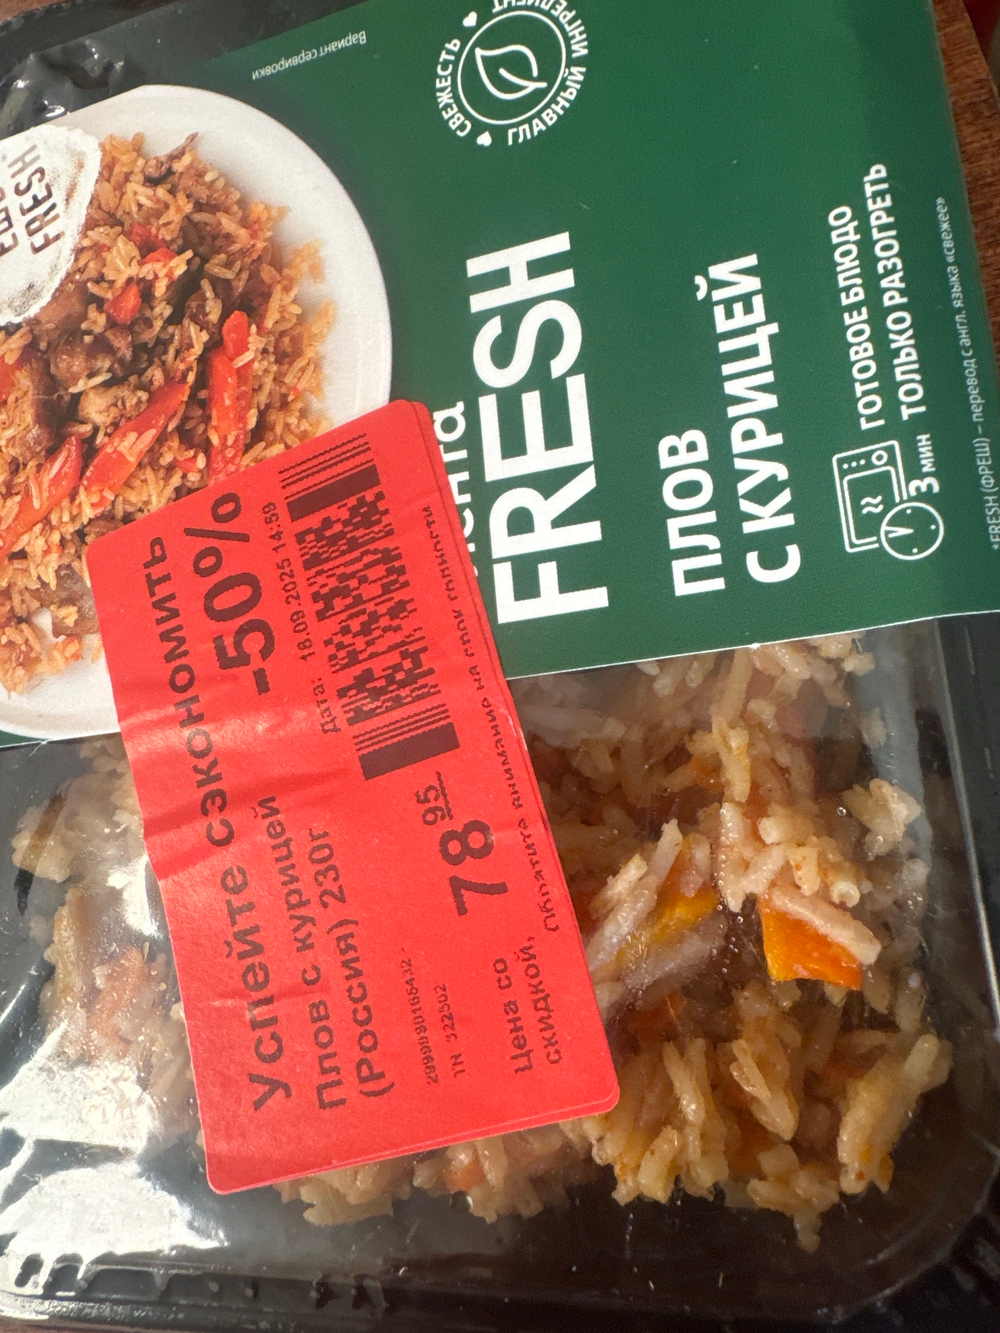 Вариант сервировки
СВЕЖЕСТЬ
ГЛАВНЫЙ ИНГРЕДИЕНТ
FRESH
FRESH
ПЛОВ
С КУРИЦЕЙ
ГОТОВОЕ БЛЮДО
ТОЛЬКО РАЗОГРЕТЬ
3 мин
*FRESH (ФРЕШ) – перевод с англ. языка «свежее»
Успейте сэкономить
-50%
Плов с курицей
(Россия) 230г
Дата: 18.09.2025 14:59
TN 322502
78 95
Цена со
скидкой,